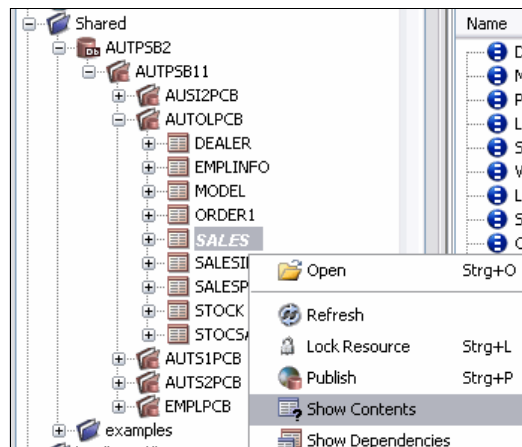 Shared
AUTPSB2
AUTPSB11
AUSI2PCB
AUTOLPCB
DEALER
EMPLINFO
MODEL
ORDER1
SALES
STOCK
AUTS1PCB
AUTS2PCB
EMPLPCB
examples
Name
Open Strg+O
Refresh
Lock Resource Strg+L
Publish Strg+P
Show Contents
Show Dependencies